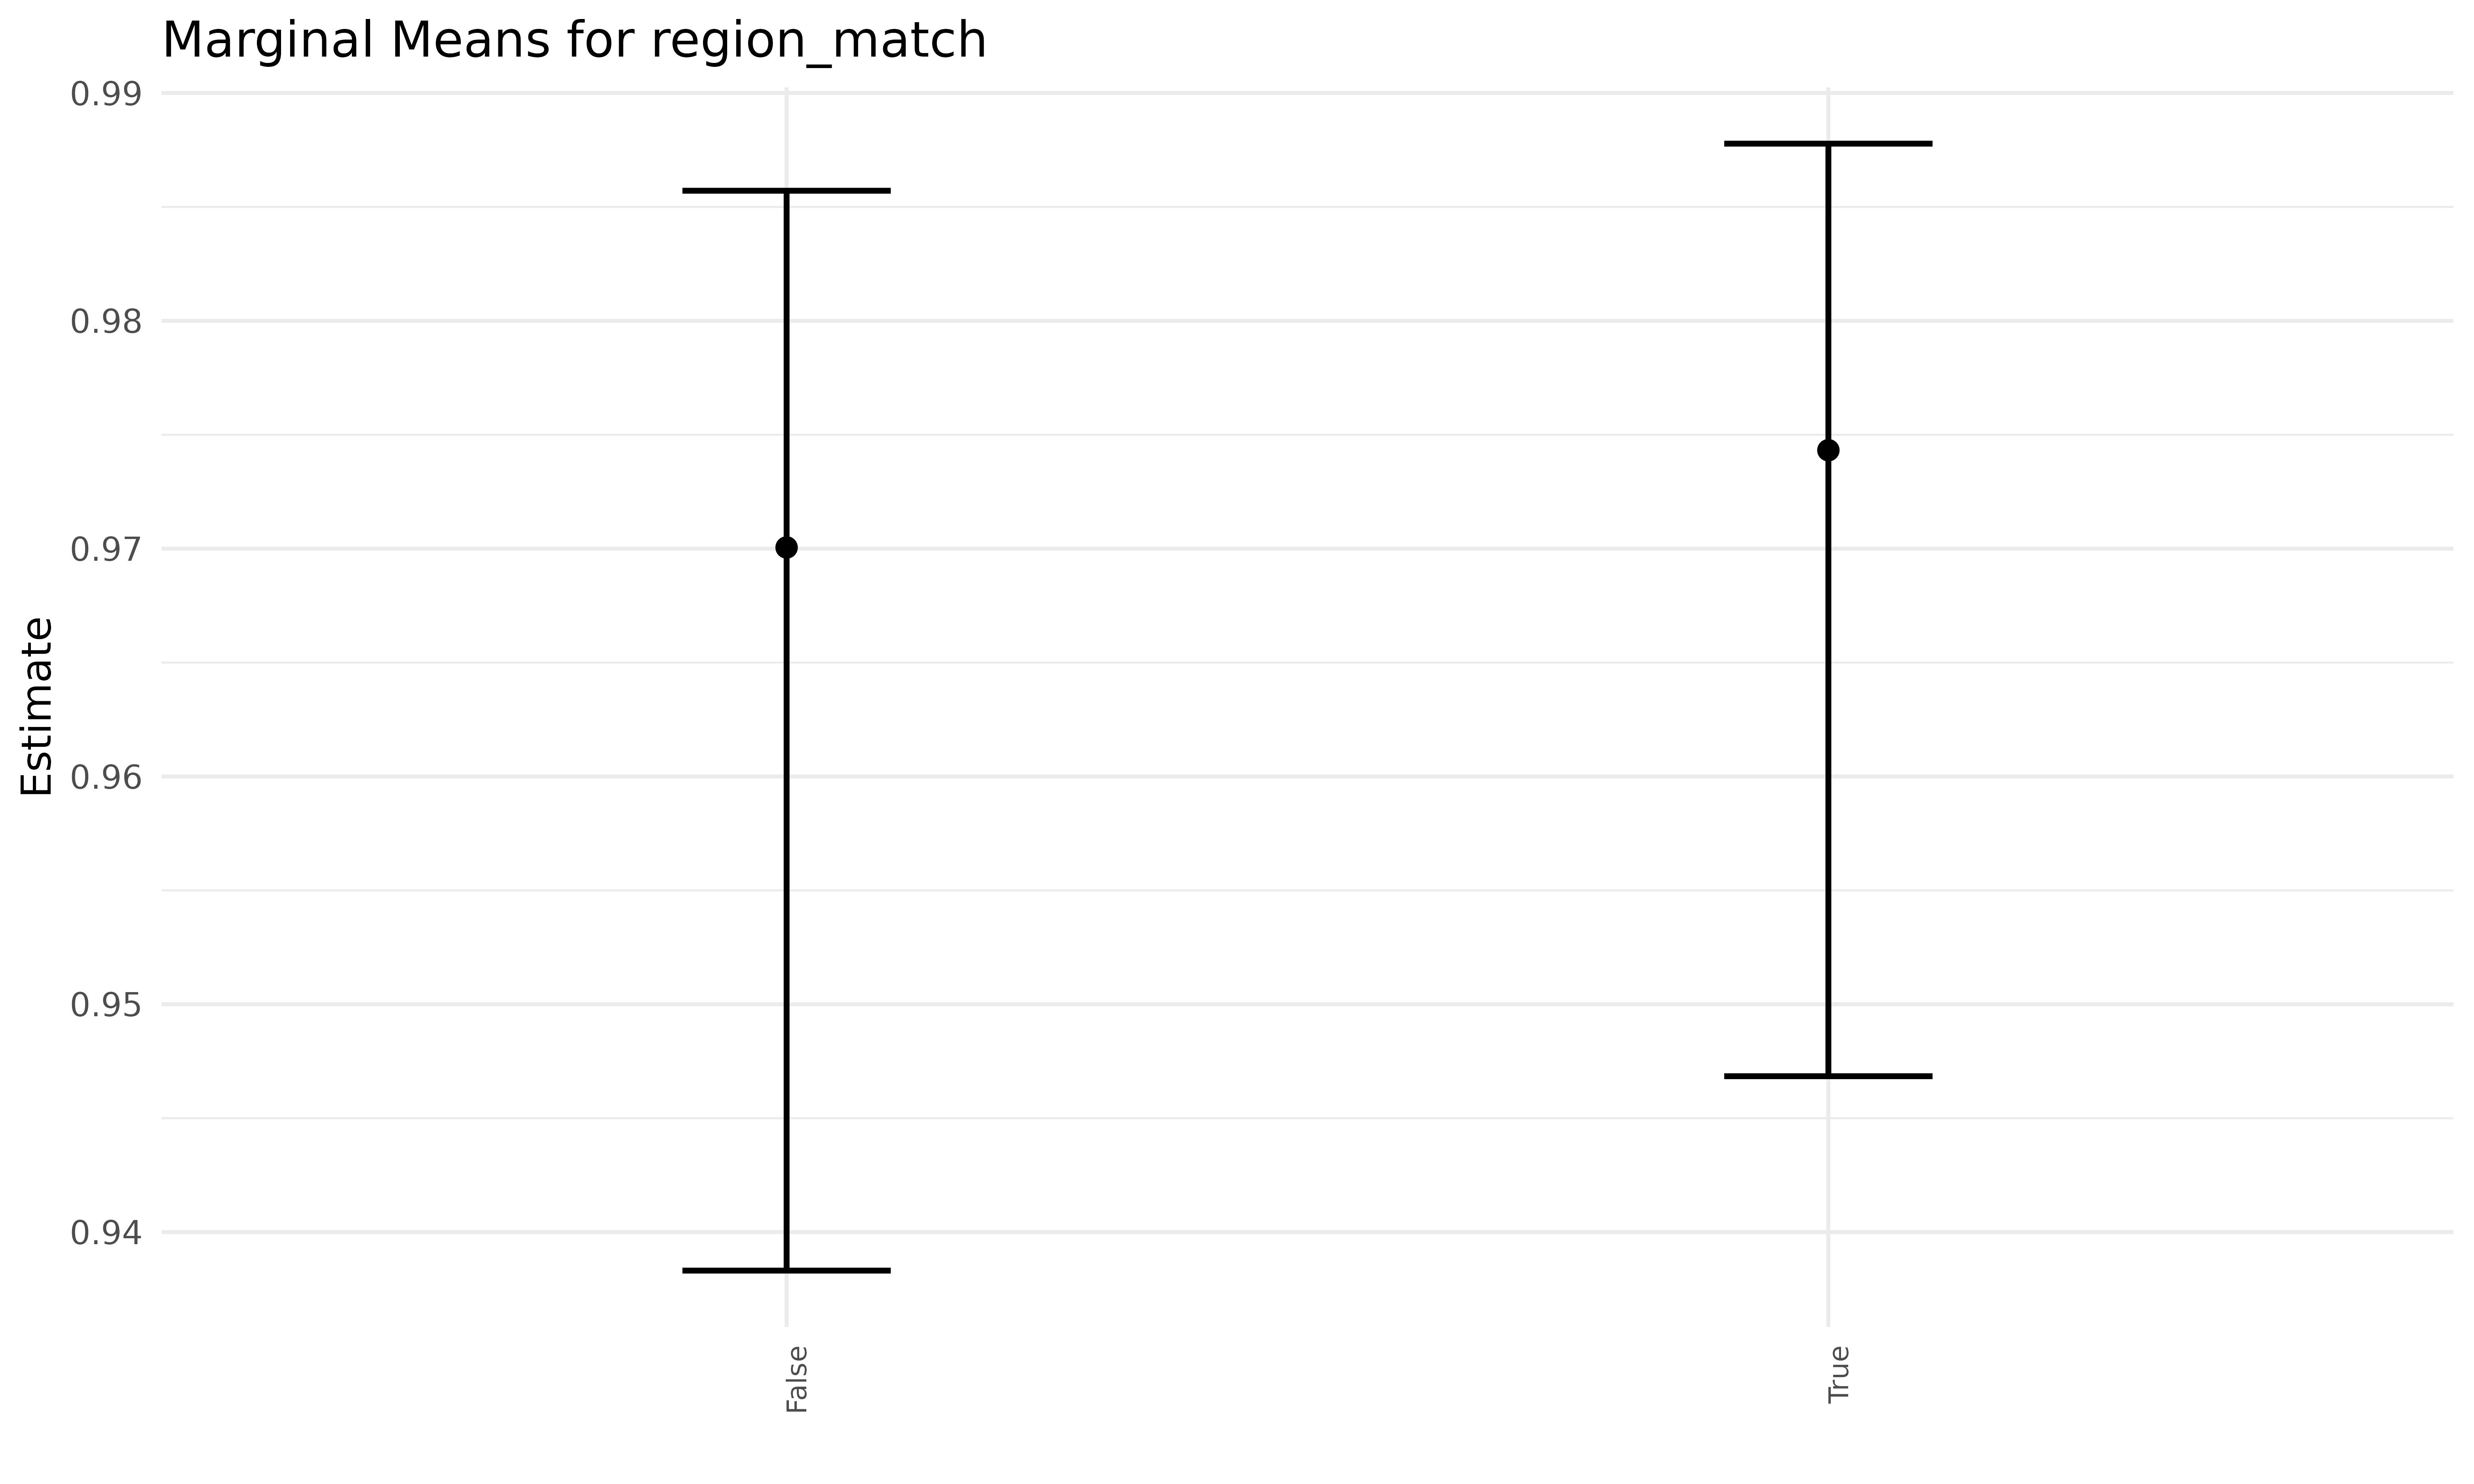 Marginal Means for region_match
0.99
0.98
0.97
0.96
0.95
0.94
Estimate
False
True